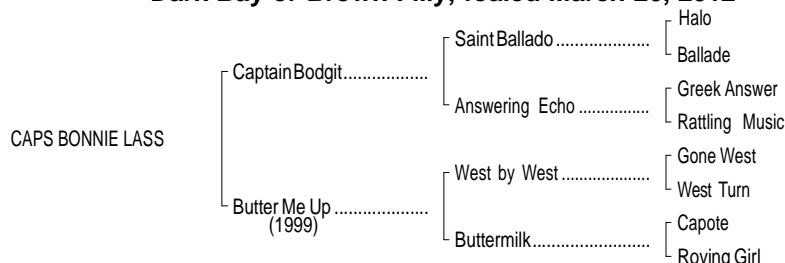 Dark Bay or Brown Filly; foaled March 2012
Halo
Saint Ballado ...................
Ballade
Captain Bodgit..................
Greek Answer
Answering Echo ...............
Rattling Music
CAPS BONNIE LASS
Gone West
West by West ...................
West Turn
Butter Me Up ....................
(1999)
Capote
Buttermilk.........................
Roving Girl